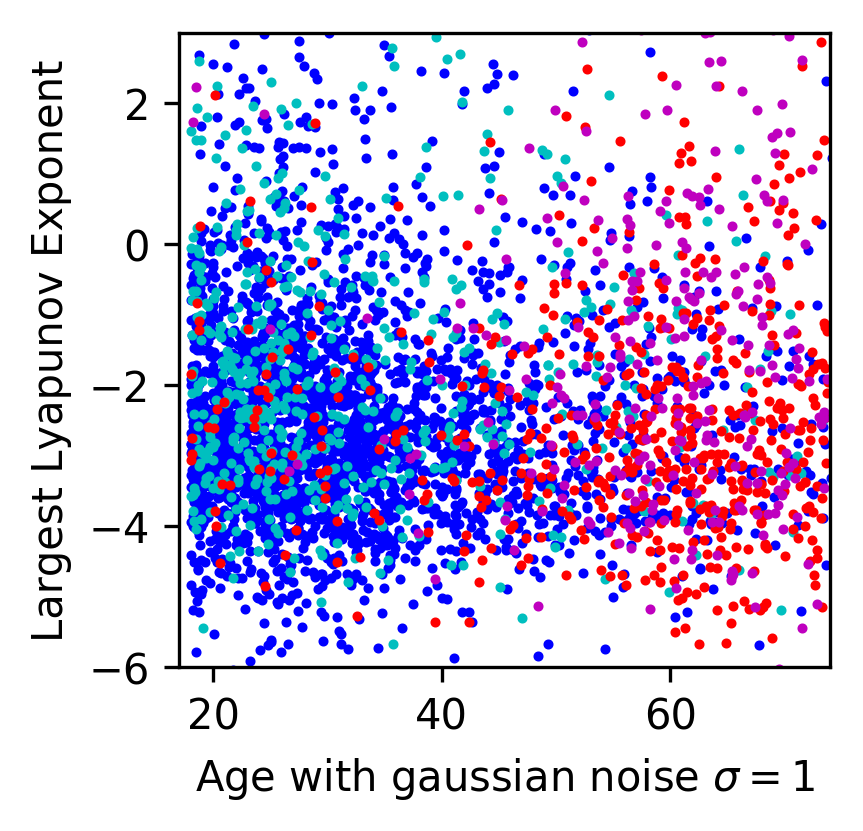 Largest Lyapunov Exponent
2
0
−2
−4
−6
20 40 60
Age with gaussian noise σ = 1